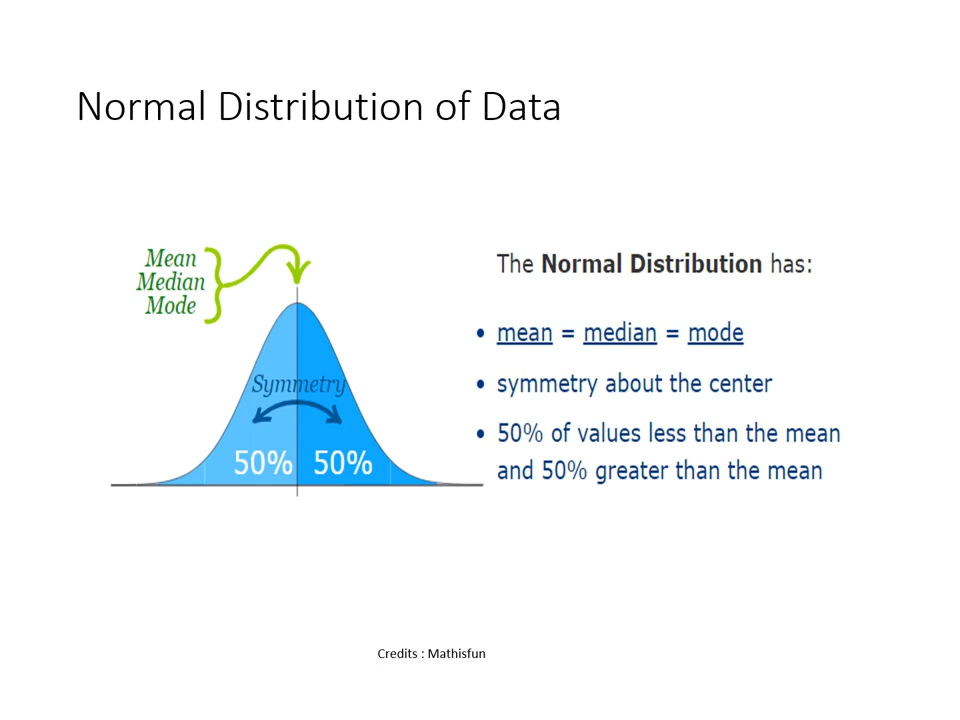 Normal Distribution of Data
Mean
Median
Mode
Symmetry
50% 50%
The Normal Distribution has:
• mean = median = mode
• symmetry about the center
• 50% of values less than the mean
and 50% greater than the mean
Credits : Mathisfun